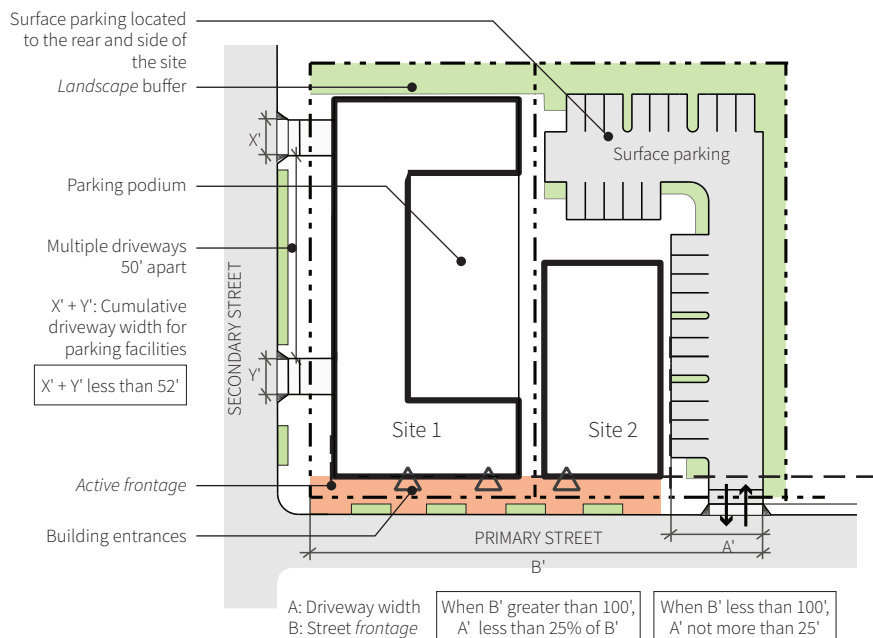 Surface parking located
to the rear and side of
the site
Landscape buffer
X'
Surface parking
Parking podium
Multiple driveways
50' apart
SECONDARY STREET
X' + Y': Cumulative
driveway width for
parking facilities
Y'
X' + Y' less than 52'
Site 1
Site 2
Active frontage
Building entrances
PRIMARY STREET
A'
B'
A: Driveway width
B: Street frontage
When B' greater than 100',
A' less than 25% of B'
When B' less than 100',
A' not more than 25'